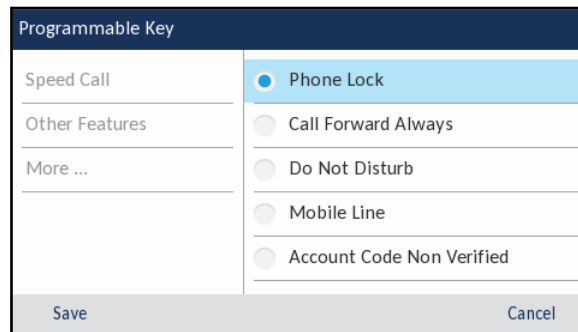 Programmable Key
Speed Call
Other Features
More ...
Phone Lock
Call Forward Always
Do Not Disturb
Mobile Line
Account Code Non Verified
Save
Cancel